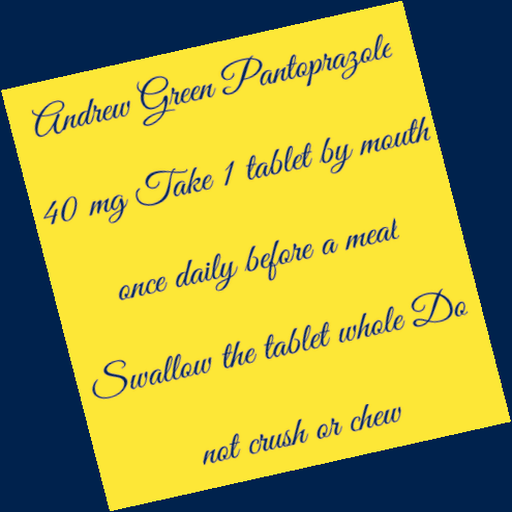 Andrew Green Pantoprazole
40 mg Take 1 tablet by mouth
once daily before a meal
Swallow the tablet whole Do
not crush or chew